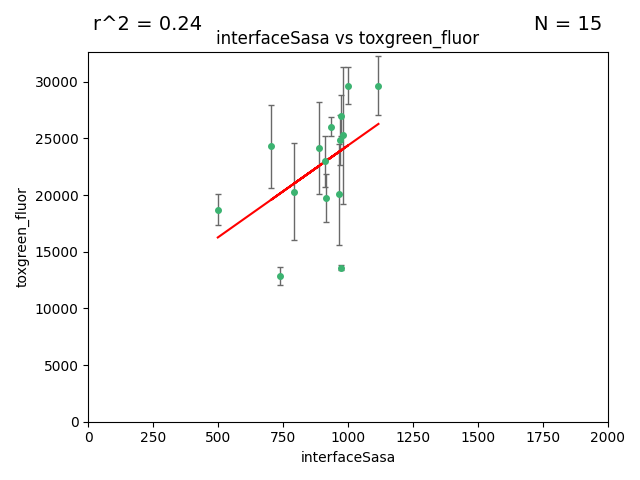 r^2 = 0.24
N = 15
interfaceSasa vs toxgreen_fluor
toxgreen_fluor
30000
25000
20000
15000
10000
5000
0
0 250 500 750 1000 1250 1500 1750 2000
interfaceSasa